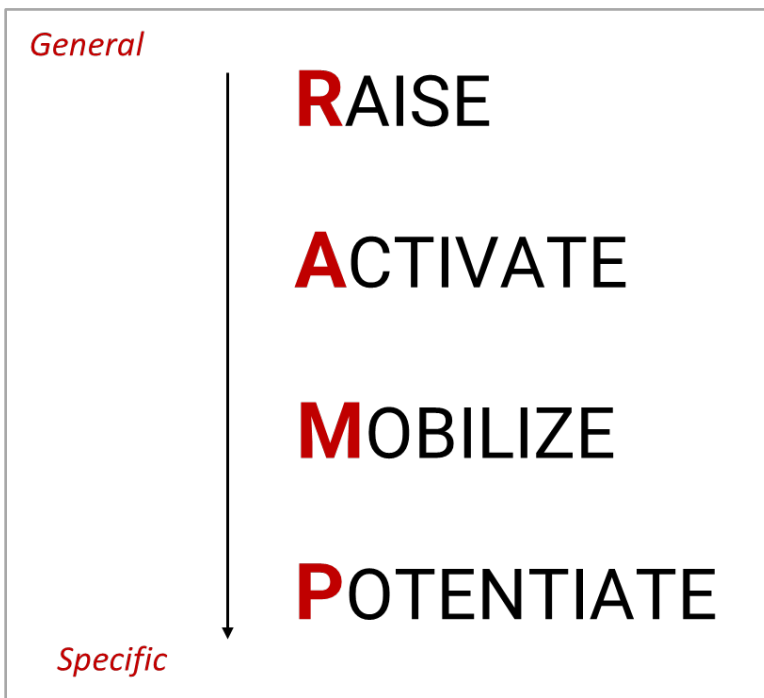 General
RAISE
ACTIVATE
MOBILIZE
POTENTIATE
Specific